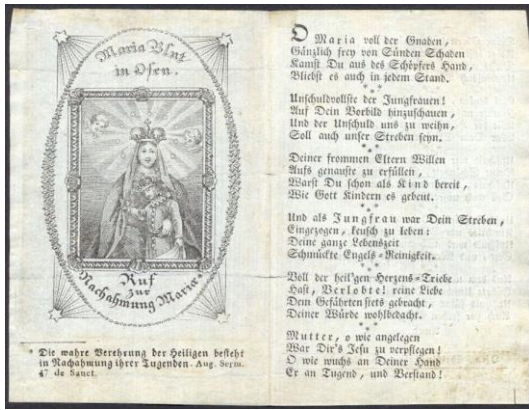 Maria Blut
in Ofen.
Ruf
zur
Nachahmung Mariä
* Die wahre Verehrung der Heiligen besteht
in Nachahmung ihrer Tugenden. Aug. Serm.
47 de Sanct.
O Maria voll der Gnaden,
Gänzlich frey von Sünden Schaden
Kamst Du aus des Schöpfers Hand,
Bliebst es auch in jedem Stand.
* * *
Unschuldvollste der Jungfrauen!
Auf Dein Vorbild hinzuschauen,
Und der Unschuld uns zu weihn,
Soll auch unser Streben seyn.
* * *
Deiner frommen Eltern Willen
Aufs genauste zu erfüllen,
Warst Du schon als Kind bereit,
Wie Gott Kindern es gebeut.
* * *
Und als Jungfrau war Dein Streben,
Eingezogen, keusch zu leben:
Deine ganze Lebenszeit
Schmückte Engels-Reinigkeit.
* * *
Voll der heil'gen Herzens-Triebe
Hast, Verlobte! reine Liebe
Dem Gefährten stets gebracht,
Deiner Würde wohlbedacht.
* * *
Mutter, o wie angelegen
War Dir's Jesu zu verpflegen!
O wie wuchs an Deiner Hand
Er an Tugend, und Verstand!